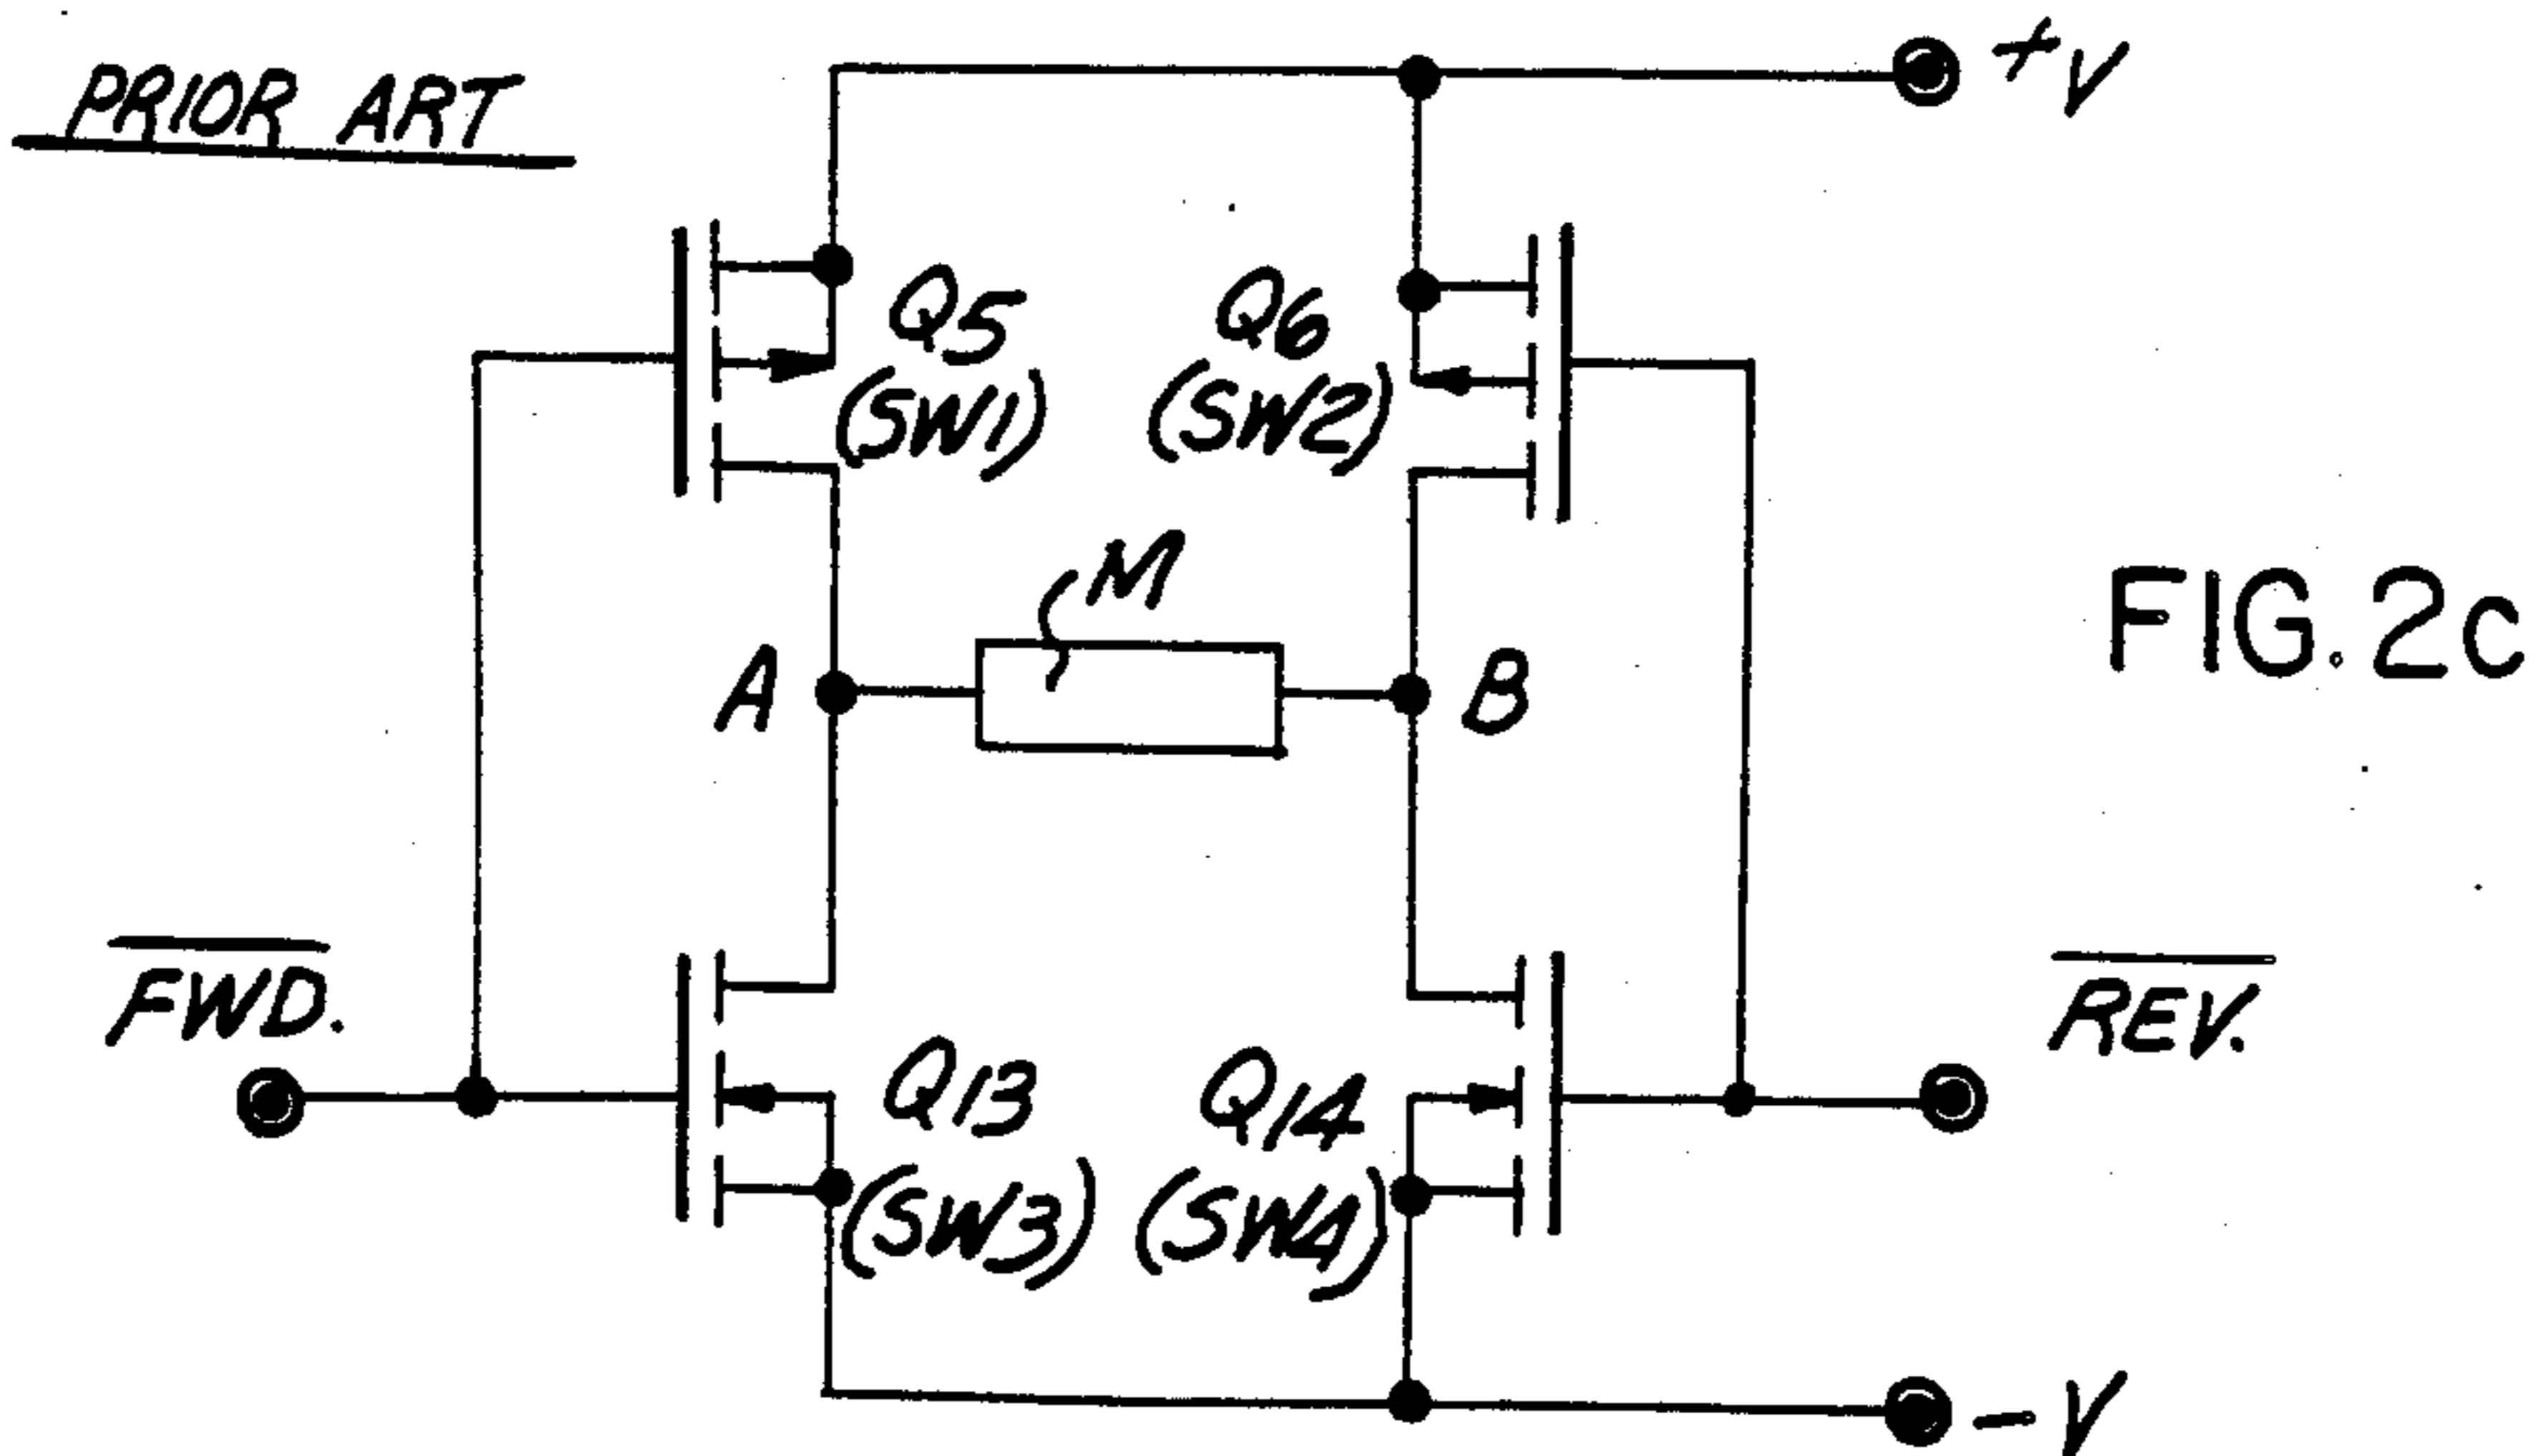 PRIOR ART
+V
Q5
(SW1)
Q6
(SW2)
M
A
B
FIG. 2c
FWD.
REV.
Q13
(SW3)
Q14
(SW4)
-V